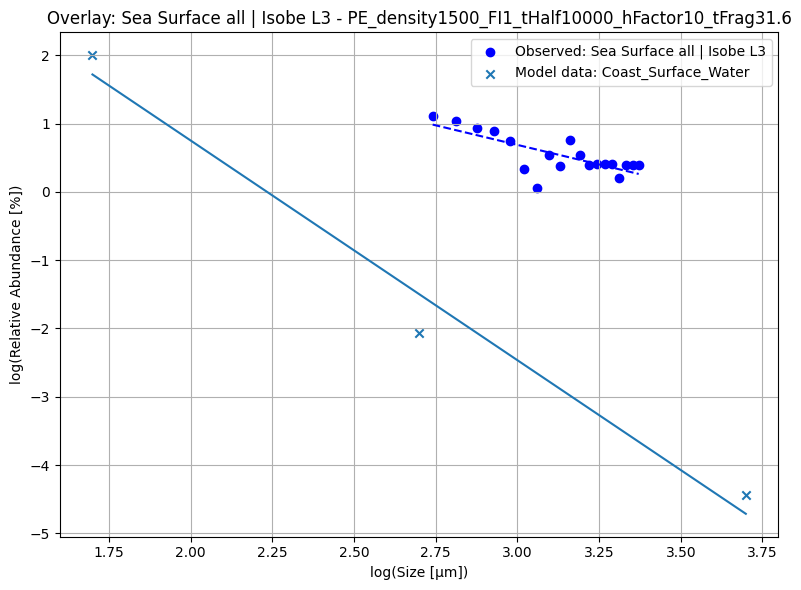 Overlay: Sea Surface all | Isobe L3 - PE_density1500_FI1_tHalf10000_hFactor10_tFrag31.6
Observed: Sea Surface all | Isobe L3
Model data: Coast_Surface_Water
log(Relative Abundance [%])
2
1
0
−1
−2
−3
−4
−5
1.75 2.00 2.25 2.50 2.75 3.00 3.25 3.50 3.75
log(Size [µm])